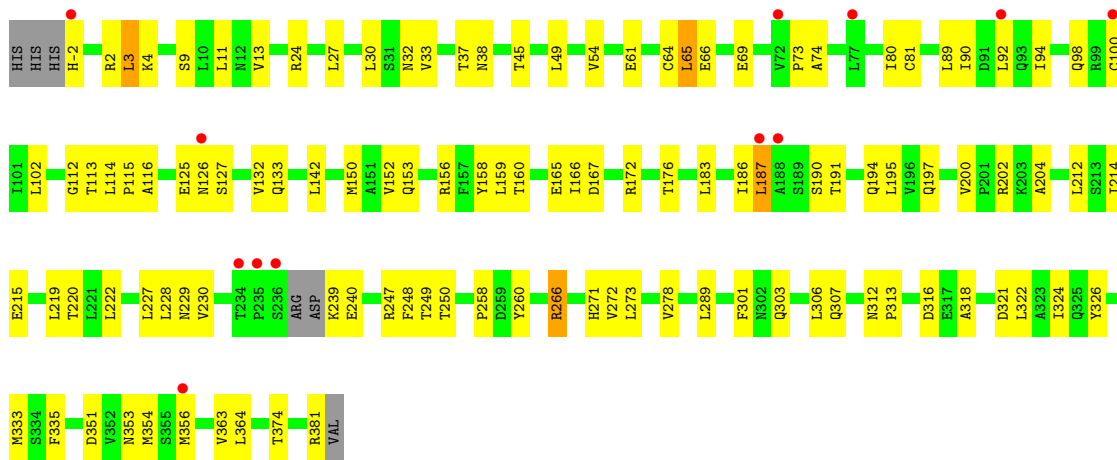 HIS HIS HIS H-2 R2 L3 K4 S9 L10 L11 N12 V13 R24 L27 L30 S31 N32 V33 T37 N38 T45 L49 V54 E61 C64 L65 E66 E69 V72 P73 A74 L77 I80 C81 L89 I90 D91 L92 Q93 I94 Q98 R99 C100
I101 L102 G112 T113 L114 P115 A116 E125 N126 S127 V132 Q133 L142 M150 A151 V152 Q153 R156 F157 Y158 L159 T160 E165 I166 D167 R172 T176 L183 I186 L187 A188 S189 S190 T191 Q194 L195 V196 Q197 V200 P201 R202 K203 A204 L212 S213 I214
E215 L219 T220 L221 L222 L227 L228 N229 V230 T234 P235 S236 ARG ASP K239 E240 R247 F248 T249 T250 P258 D259 Y260 R266 H271 V272 L273 V278 L289 F301 N302 Q303 L306 Q307 N312 P313 D316 E317 A318 D321 L322 A323 I324 Q325 Y326
M333 S334 F335 D351 V352 N353 M354 S355 M356 V363 L364 T374 R381 VAL